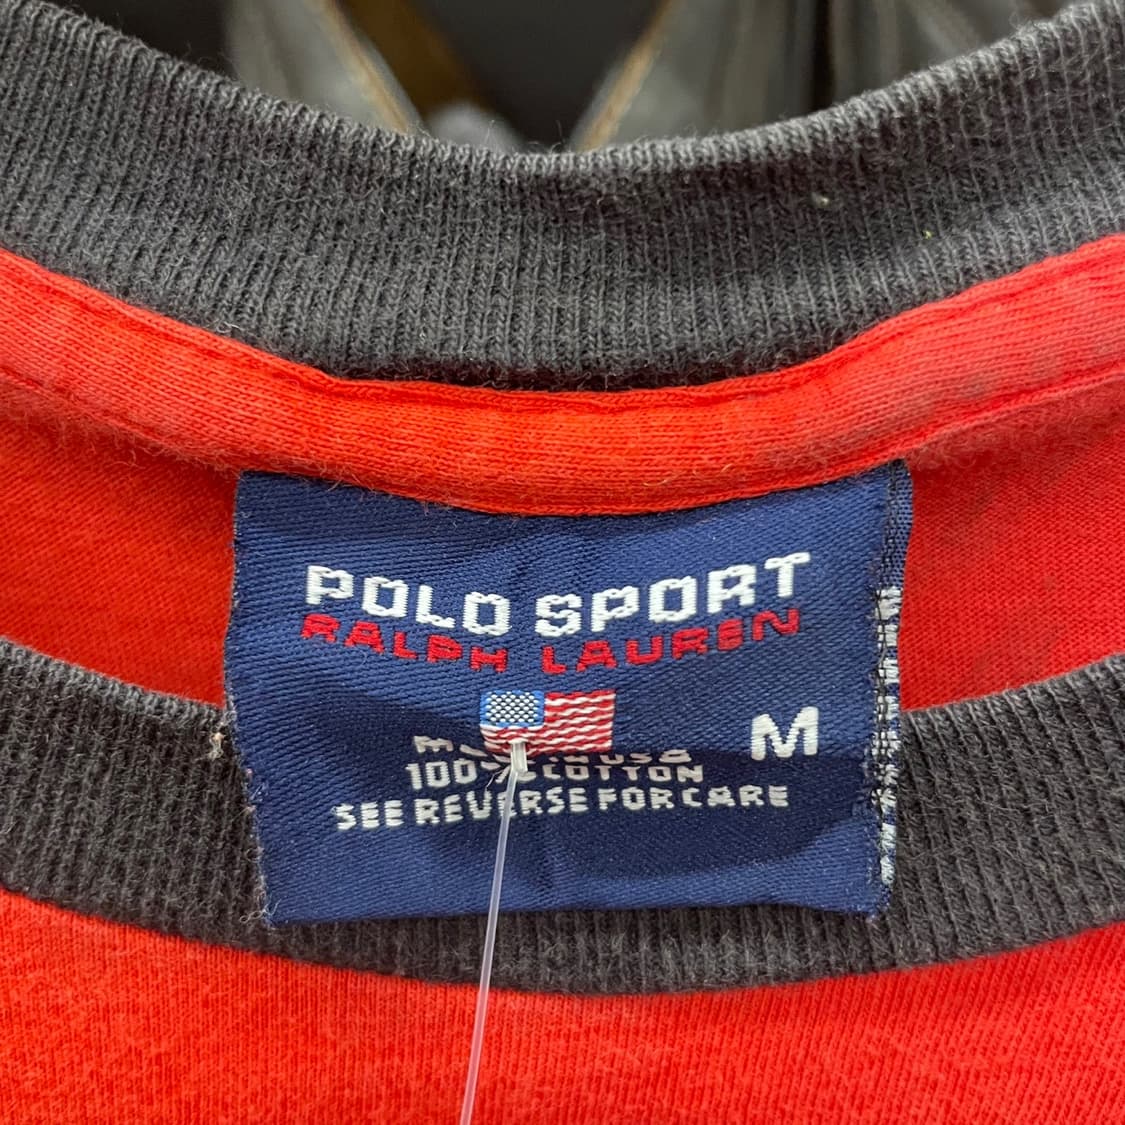 POLO SPORT
RALPH LAUREN
M
100% COTTON
SEE REVERSE FOR CARE